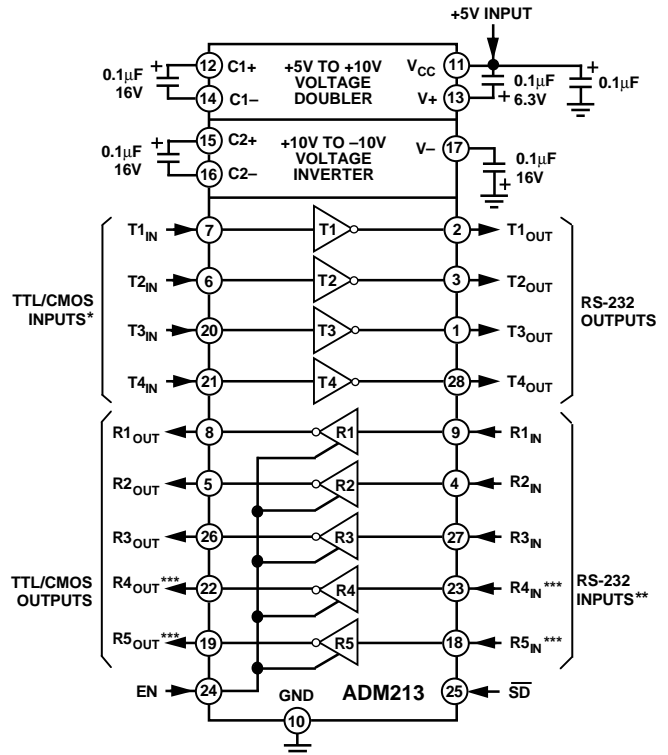 +5V INPUT
12 C1+ +5V TO +10V VOLTAGE DOUBLER VCC 11
0.1μF 16V +
14 C1– V+ 13
+ 0.1μF 6.3V
+ 0.1μF
15 C2+ +10V TO –10V VOLTAGE INVERTER V– 17
0.1μF 16V +
16 C2–
0.1μF 16V +
TTL/CMOS INPUTS*
T1IN 7 T1 2 T1OUT
T2IN 6 T2 3 T2OUT
T3IN 20 T3 1 T3OUT
T4IN 21 T4 28 T4OUT
RS-232 OUTPUTS
TTL/CMOS OUTPUTS
R1OUT 8 R1 9 R1IN
R2OUT 5 R2 4 R2IN
R3OUT 26 R3 27 R3IN
R4OUT*** 22 R4 23 R4IN***
R5OUT*** 19 R5 18 R5IN***
RS-232 INPUTS**
EN 24 GND ADM213 25 SD
10